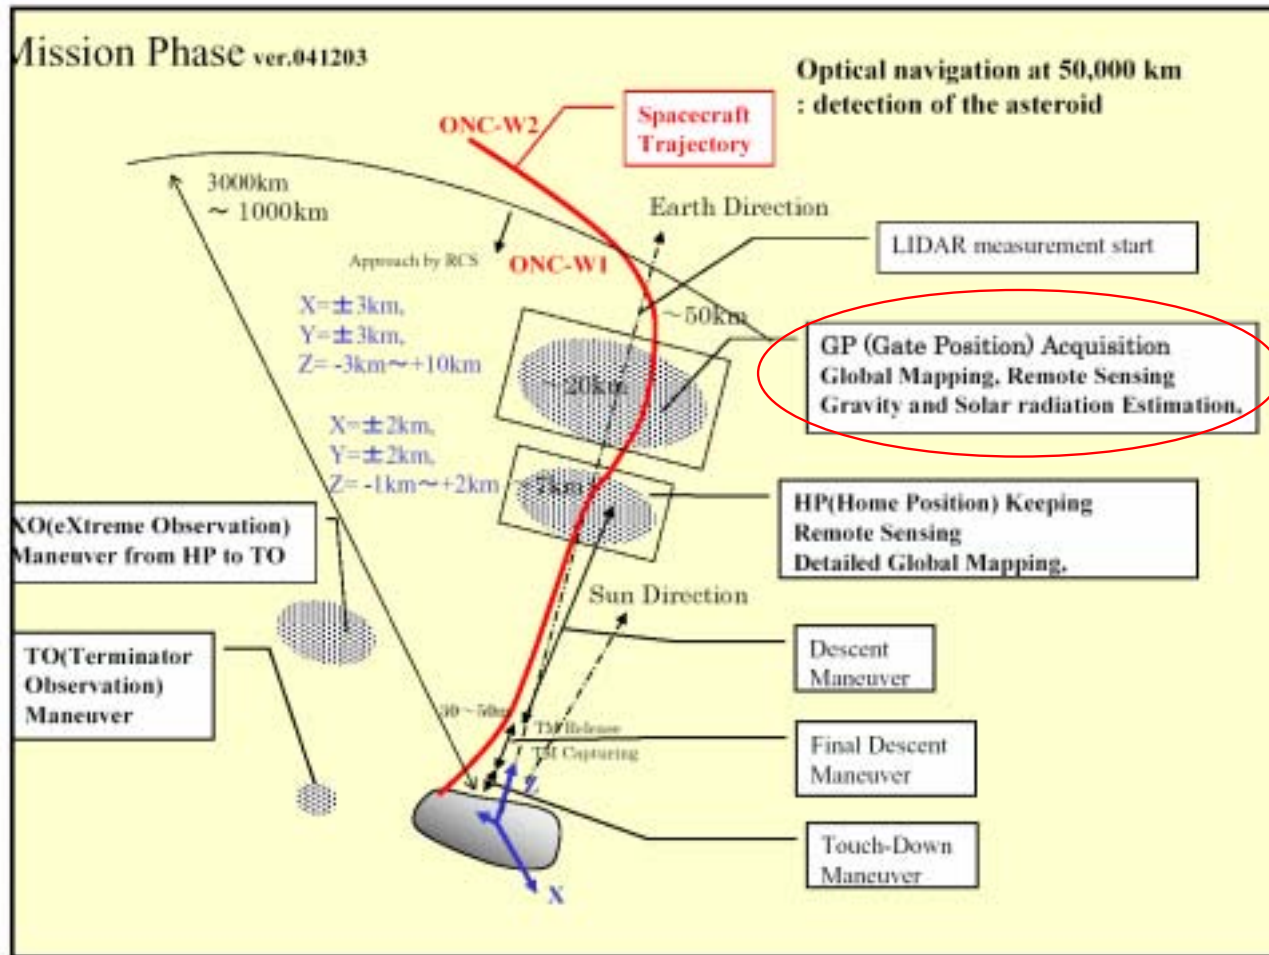 Mission Phase ver.041203
Optical navigation at 50,000 km
: detection of the asteroid
ONC-W2
Spacecraft
Trajectory
3000km
~ 1000km
Earth Direction
LIDAR measurement start
Approach by RCS
ONC-W1
X=±3km,
Y=±3km,
Z= -3km~+10km
~50km
GP (Gate Position) Acquisition
Global Mapping, Remote Sensing
Gravity and Solar radiation Estimation,
~20km
X=±2km,
Y=±2km,
Z= -1km~+2km
~7km
HP(Home Position) Keeping
Remote Sensing
Detailed Global Mapping,
XO(eXtreme Observation)
Maneuver from HP to TO
Sun Direction
TO(Terminator
Observation)
Maneuver
Descent
Maneuver
30~50m
TM Release
TM Capturing
Final Descent
Maneuver
Z
Touch-Down
Maneuver
X